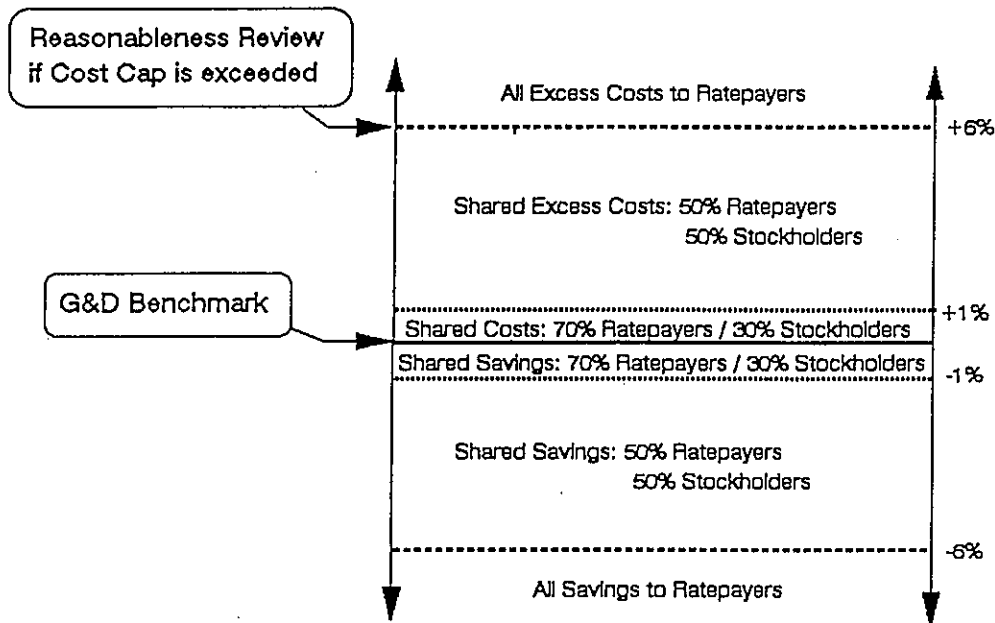 Reasonableness Review
if Cost Cap is exceeded
All Excess Costs to Ratepayers
+6%
Shared Excess Costs: 50% Ratepayers
50% Stockholders
G&D Benchmark
+1%
Shared Costs: 70% Ratepayers / 30% Stockholders
Shared Savings: 70% Ratepayers / 30% Stockholders
-1%
Shared Savings: 50% Ratepayers
50% Stockholders
-6%
All Savings to Ratepayers